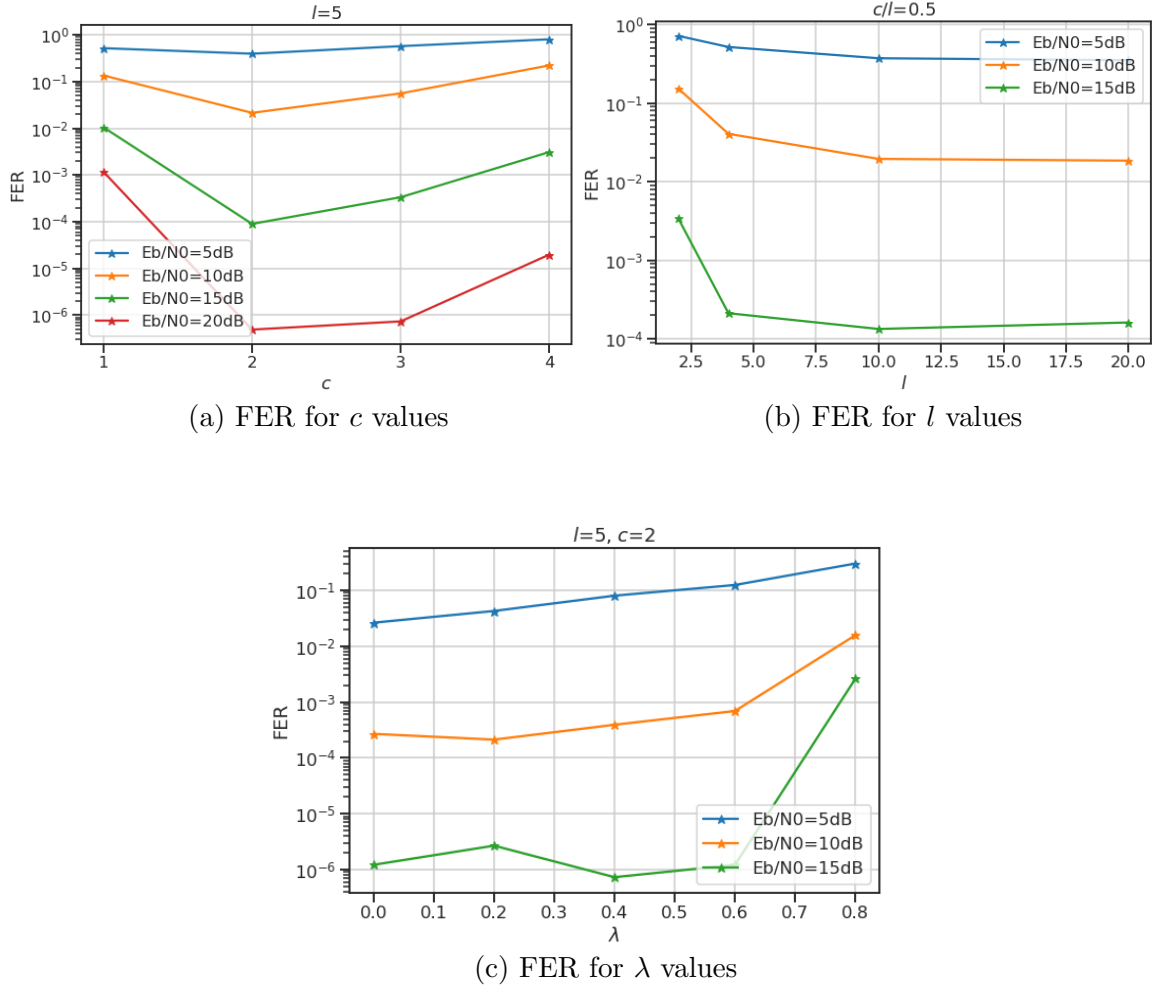 l=5
10^0
10^-1
10^-2
10^-3
10^-4
10^-5
10^-6
FER
Eb/N0=5dB
Eb/N0=10dB
Eb/N0=15dB
Eb/N0=20dB
1 2 3 4
c
(a) FER for c values
c/l=0.5
10^0
10^-1
10^-2
10^-3
10^-4
FER
Eb/N0=5dB
Eb/N0=10dB
Eb/N0=15dB
2.5 5.0 7.5 10.0 12.5 15.0 17.5 20.0
l
(b) FER for l values
l=5, c=2
10^-1
10^-2
10^-3
10^-4
10^-5
10^-6
FER
Eb/N0=5dB
Eb/N0=10dB
Eb/N0=15dB
0.0 0.1 0.2 0.3 0.4 0.5 0.6 0.7 0.8
λ
(c) FER for λ values